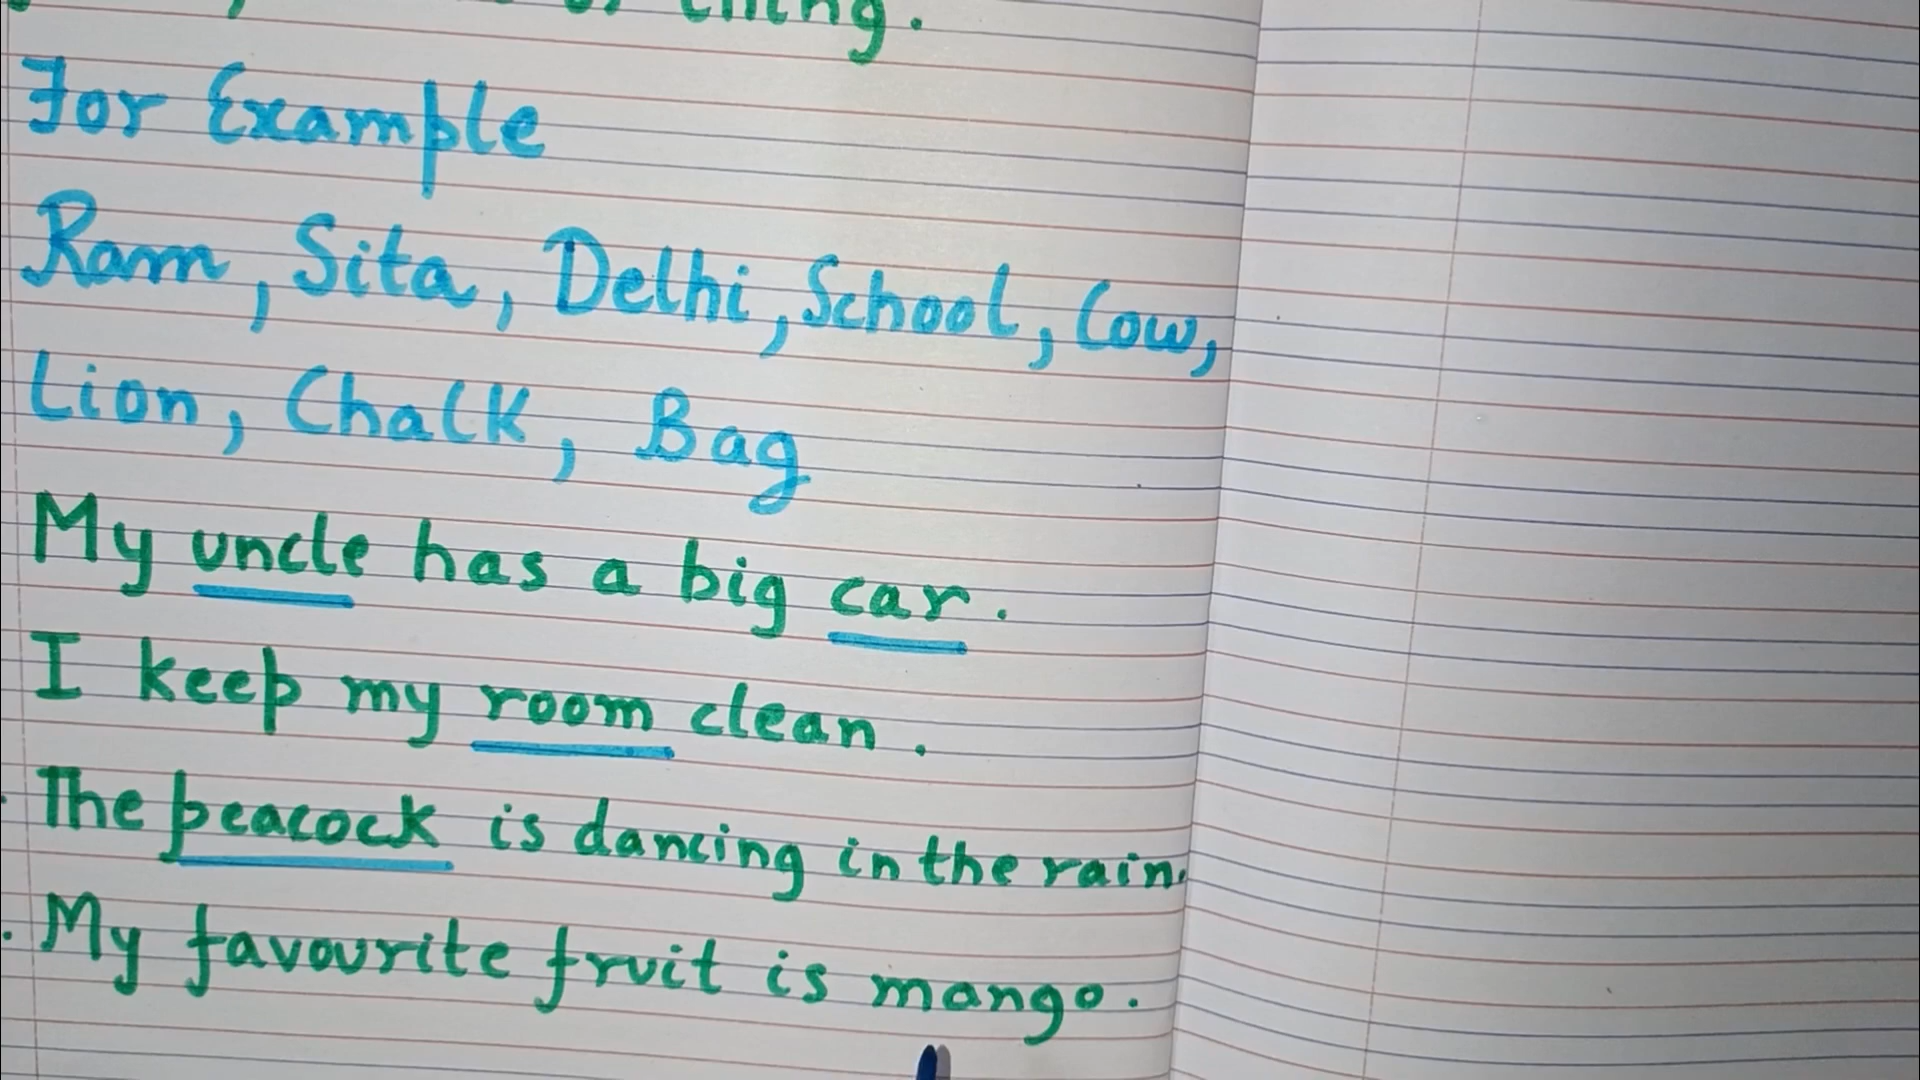 thing.
For Example
Ram, Sita, Delhi, School, Cow,
Lion, Chalk, Bag
My uncle has a big car.
I keep my room clean.
The peacock is dancing in the rain.
My favourite fruit is mango.